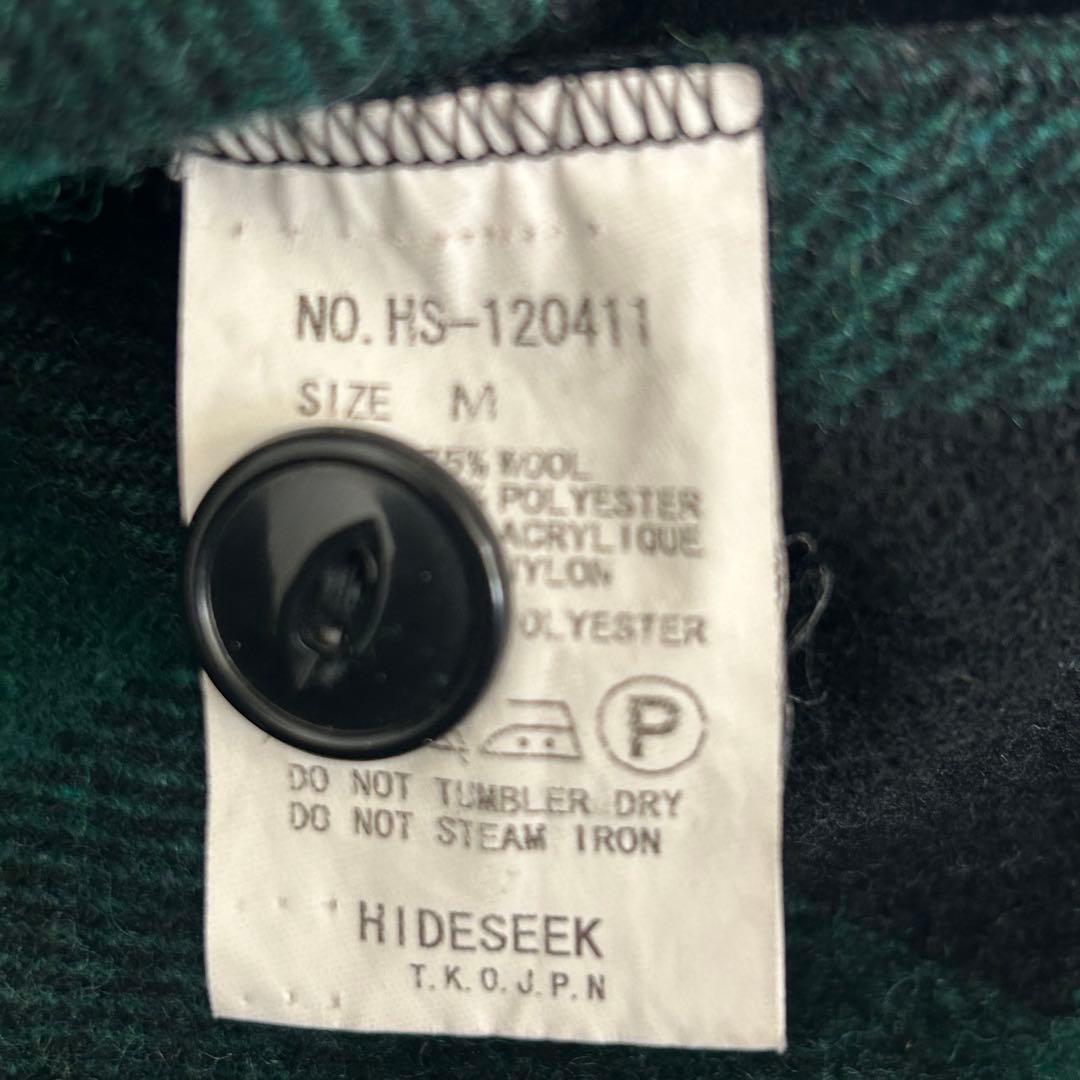 NO. HS-120411
SIZE M
5% WOOL
POLYESTER
ACRYLIQUE
YLON
OLYESTER
P
DO NOT TUMBLER DRY
DO NOT STEAM IRON
HIDESEEK
T.K.O.J.P.N